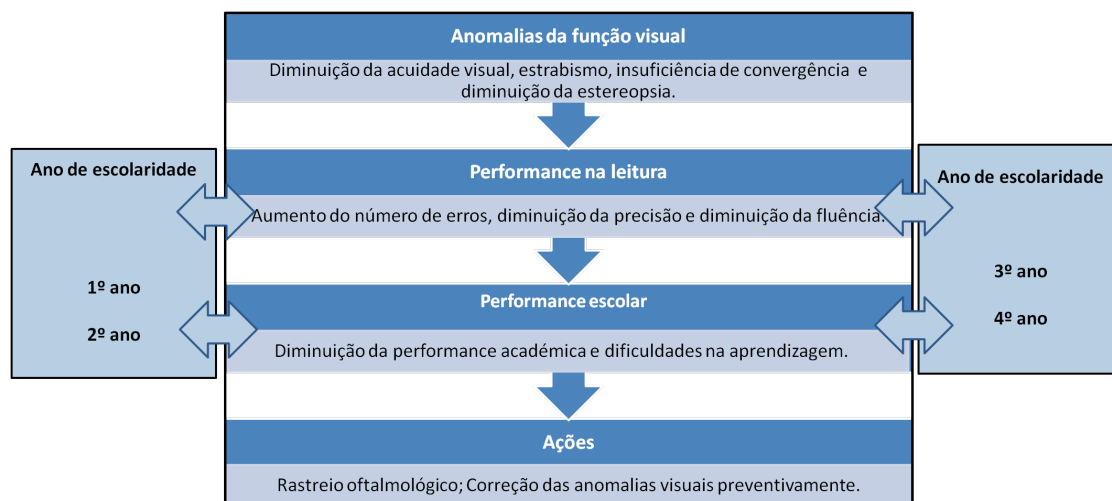 Anomalias da função visual
Diminuição da acuidade visual, estrabismo, insuficiência de convergência e
diminuição da estereopsia.
Ano de escolaridade
1º ano
2º ano
Performance na leitura
Aumento do número de erros, diminuição da precisão e diminuição da fluência.
Performance escolar
Diminuição da performance académica e dificuldades na aprendizagem.
Ano de escolaridade
3º ano
4º ano
Ações
Rastreio oftalmológico; Correção das anomalias visuais preventivamente.